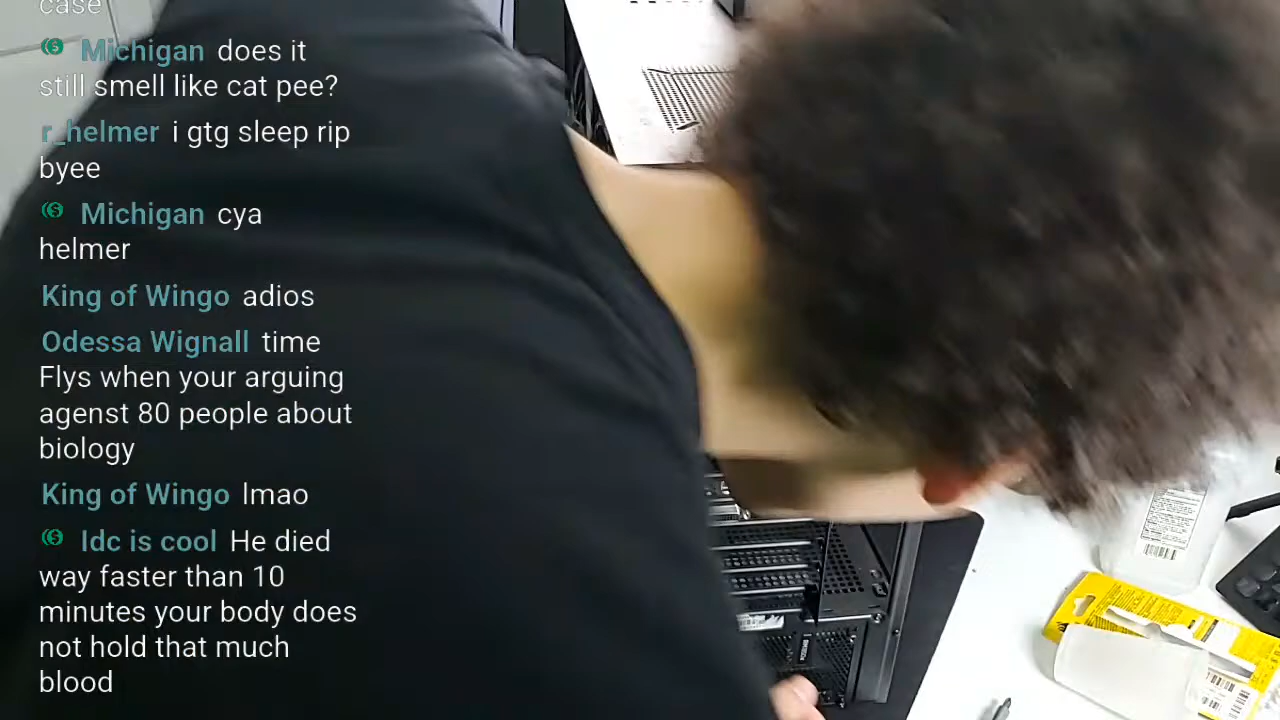 case
Michigan does it
still smell like cat pee?
r_helmer i gtg sleep rip
byee
Michigan cya
helmer
King of Wingo adios
Odessa Wignall time
Flys when your arguing
agenst 80 people about
biology
King of Wingo lmao
Idc is cool He died
way faster than 10
minutes your body does
not hold that much
blood